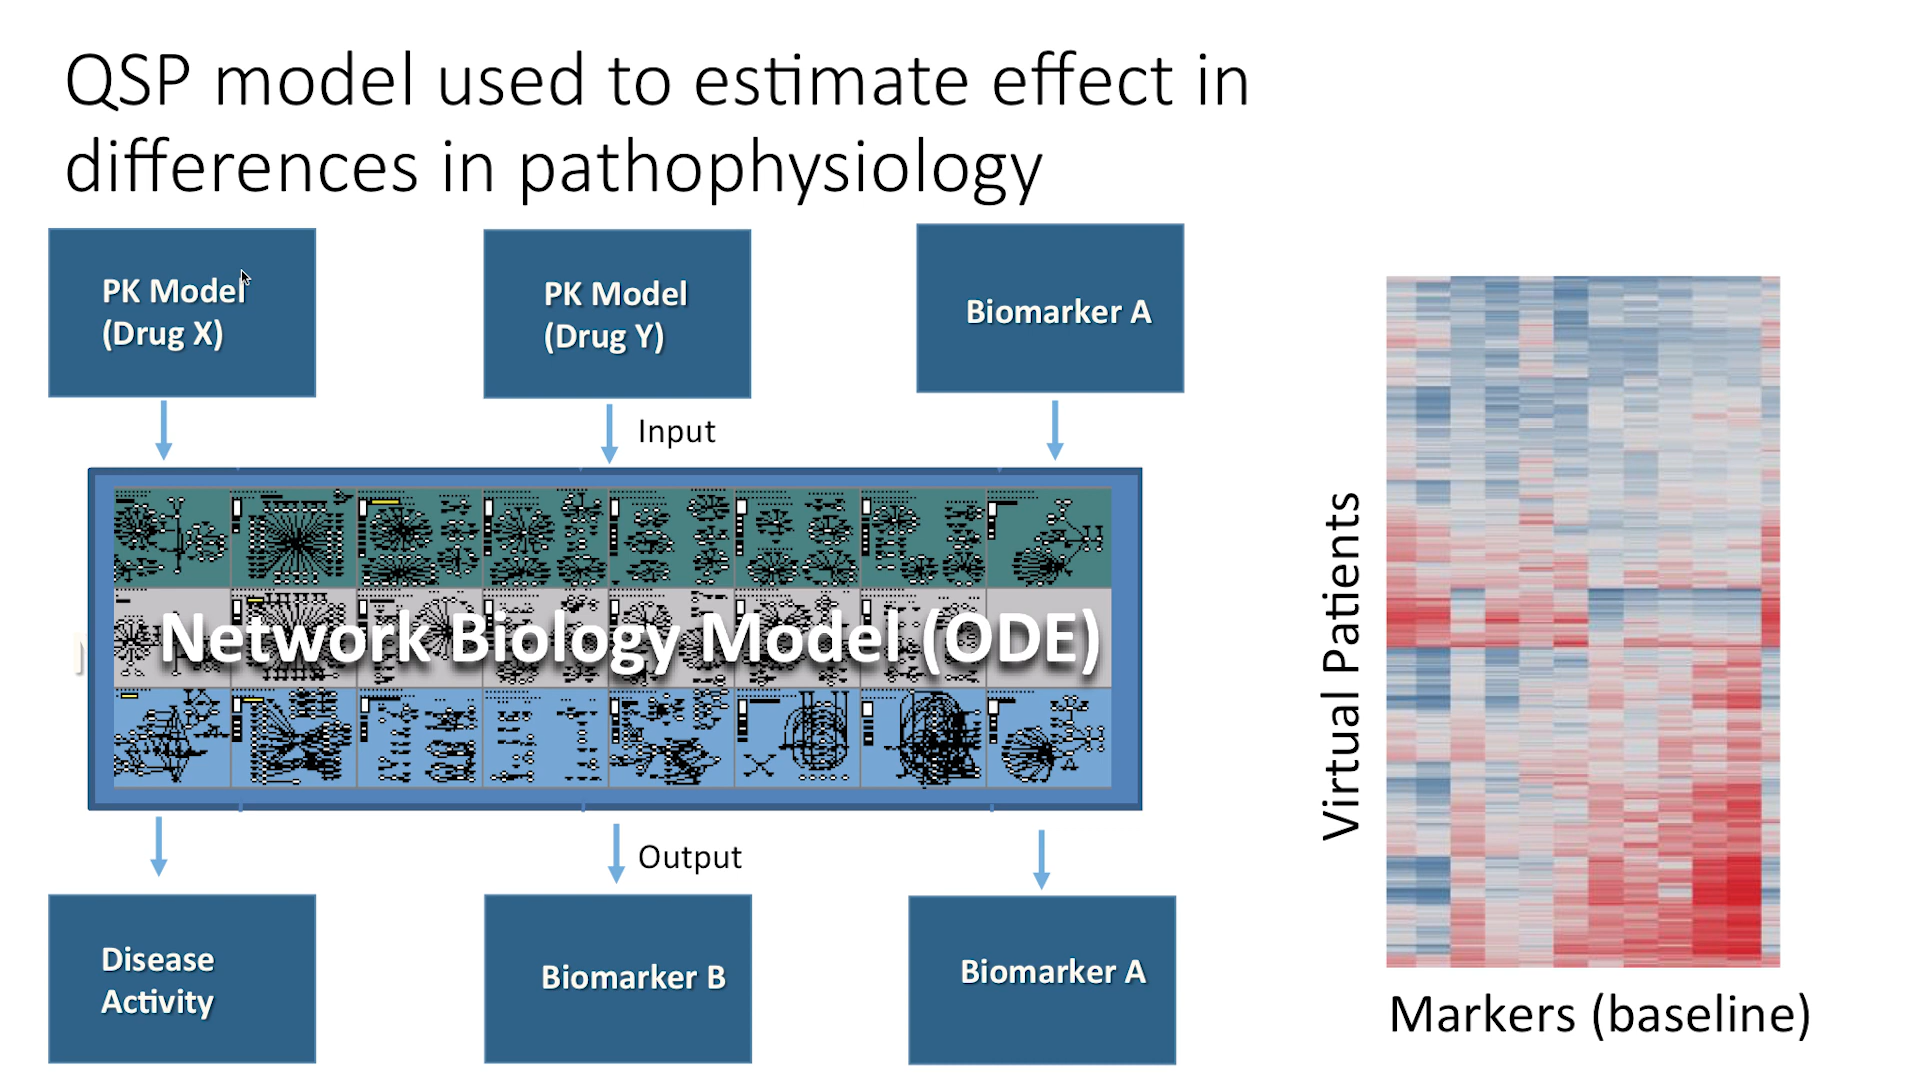 QSP model used to estimate effect in
differences in pathophysiology
PK Model
(Drug X)
PK Model
(Drug Y)
Biomarker A
Input
Network Biology Model (ODE)
Output
Disease
Activity
Biomarker B
Biomarker A
Virtual Patients
Markers (baseline)